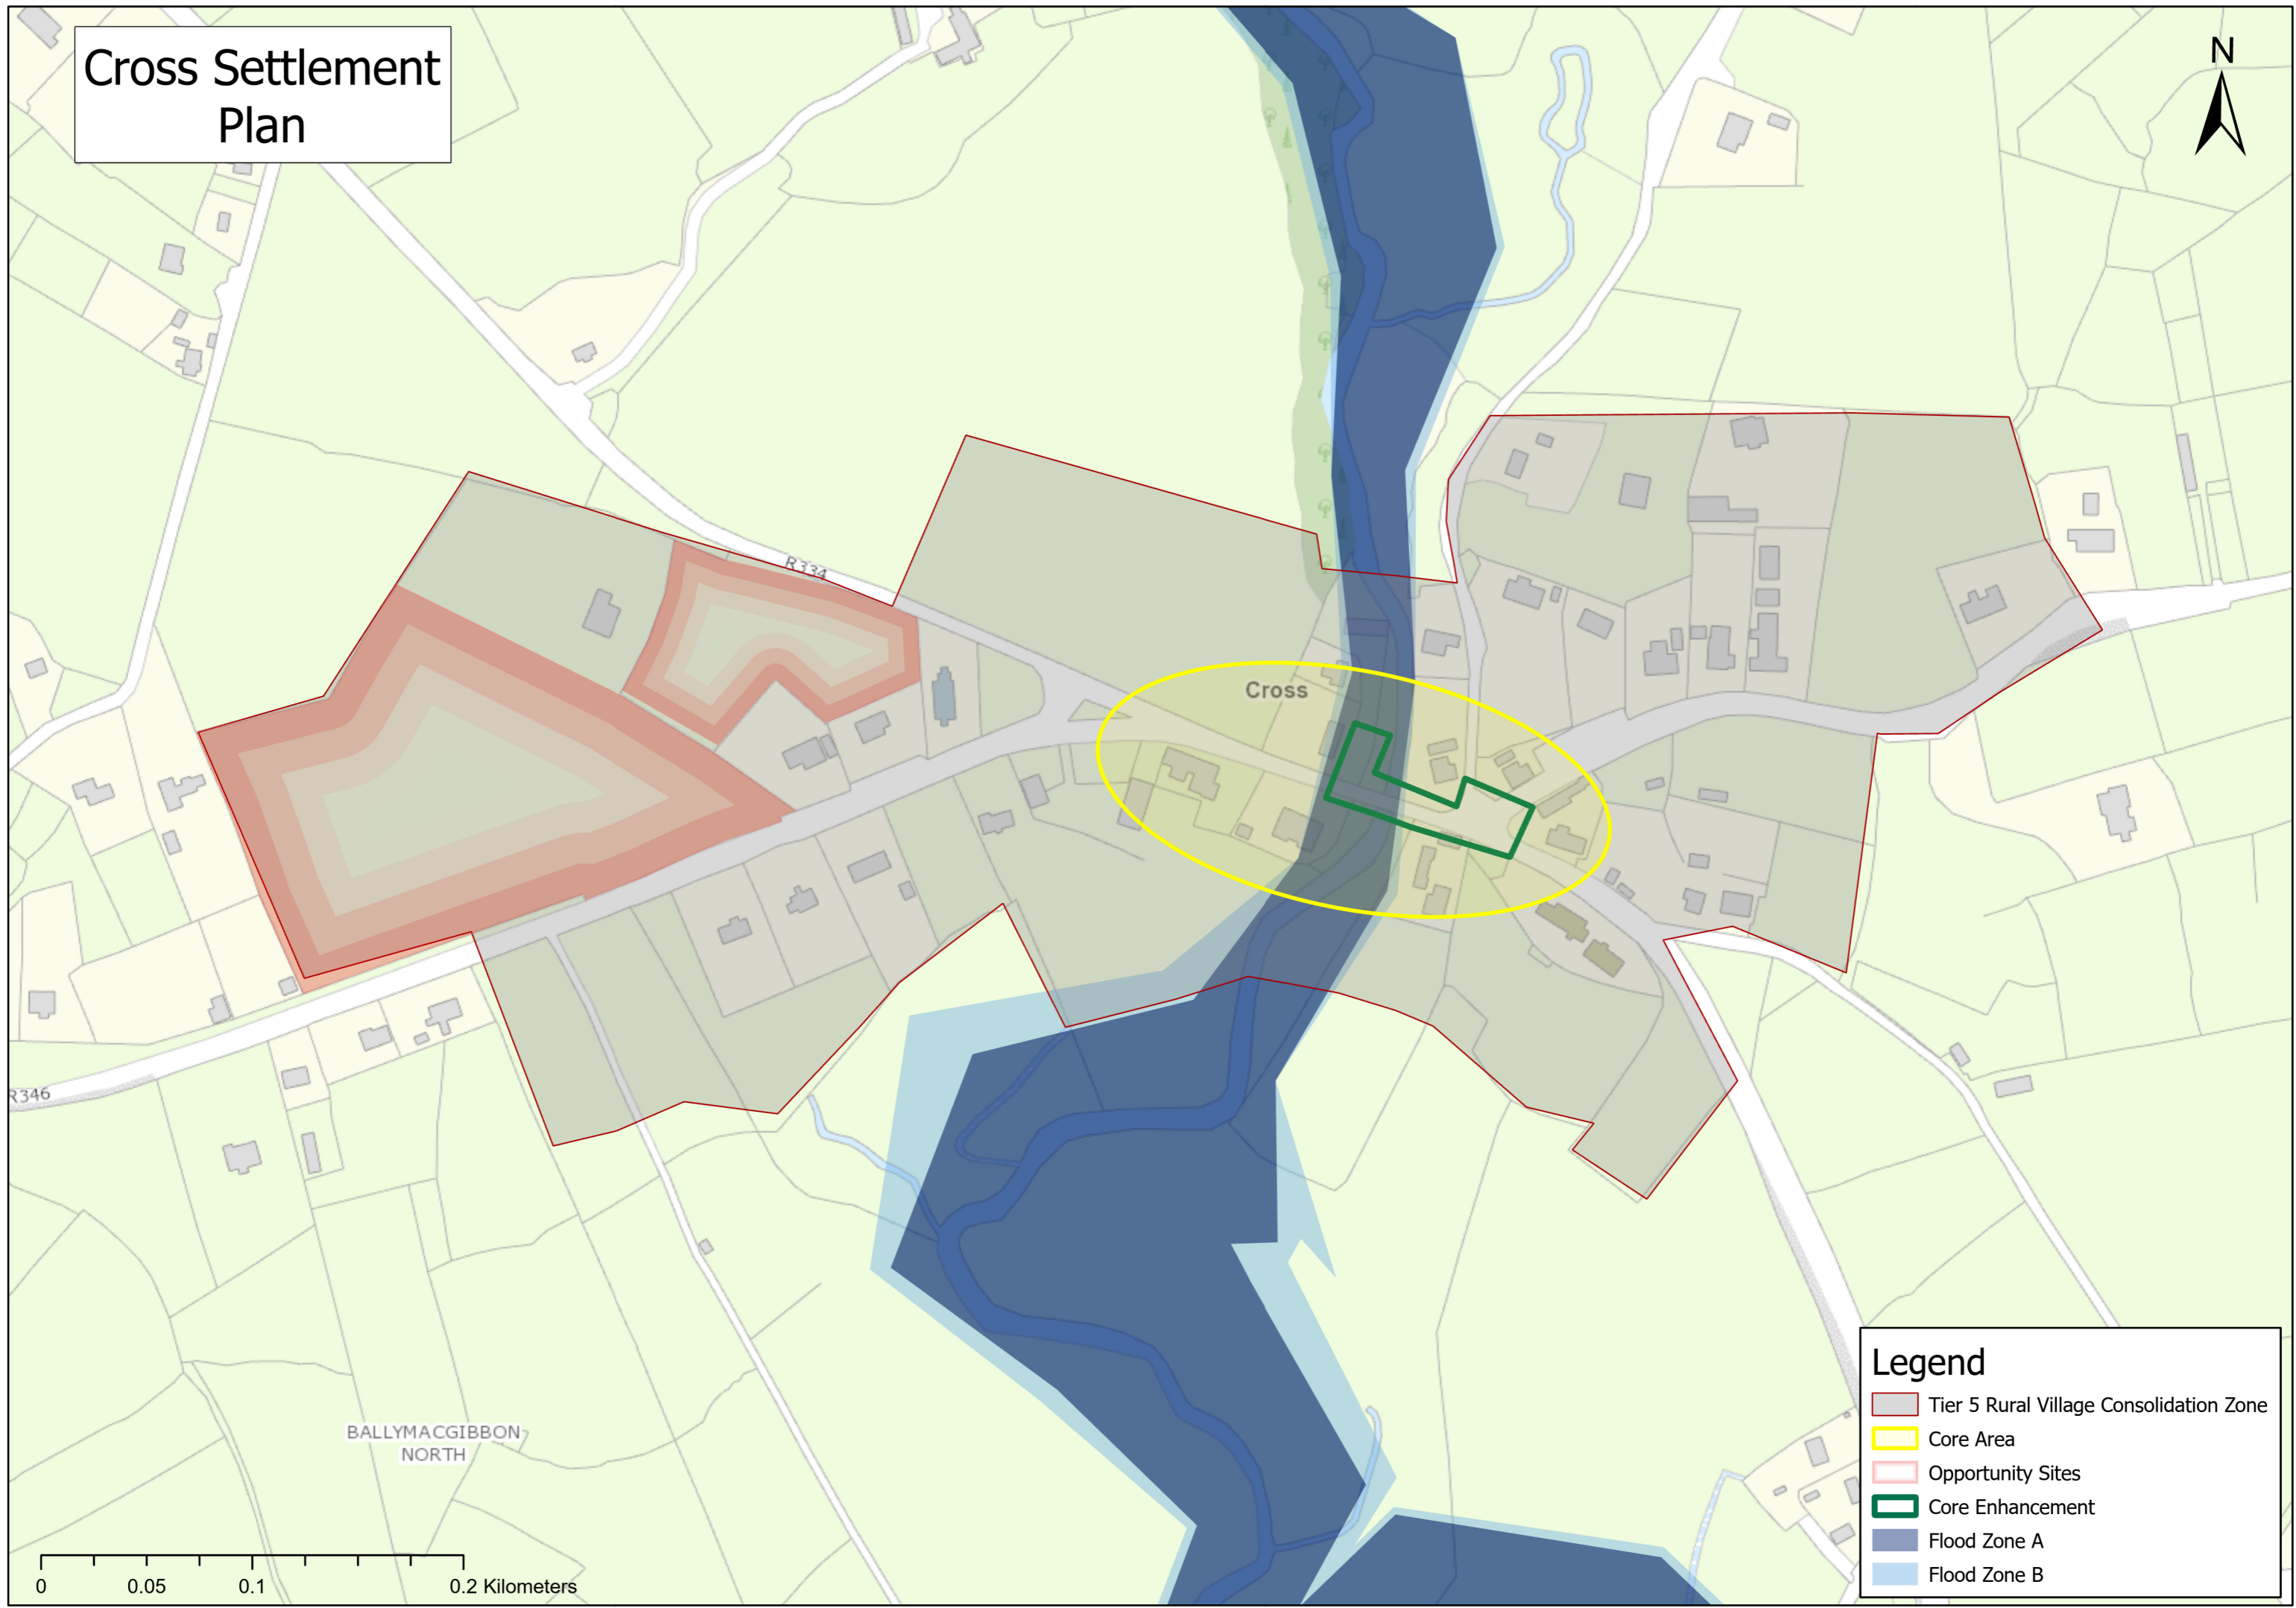 Cross Settlement
Plan
N
R334
Cross
R346
BALLYMACGIBBON
NORTH
Legend
Tier 5 Rural Village Consolidation Zone
Core Area
Opportunity Sites
Core Enhancement
Flood Zone A
Flood Zone B
0 0.05 0.1 0.2 Kilometers